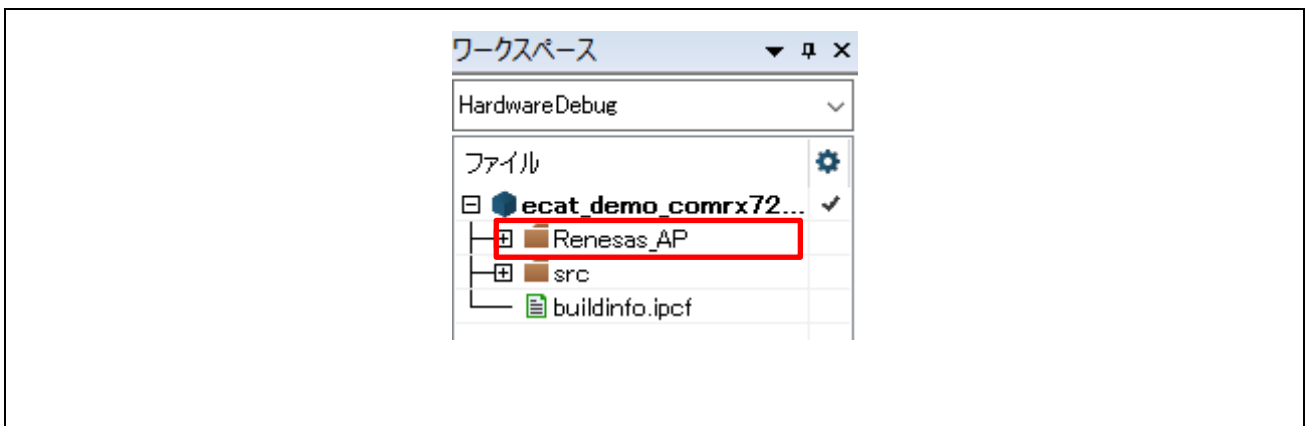 ワークスペース
HardwareDebug
ファイル
ecat_demo_comrx72...
Renesas_AP
src
buildinfo.ipcf